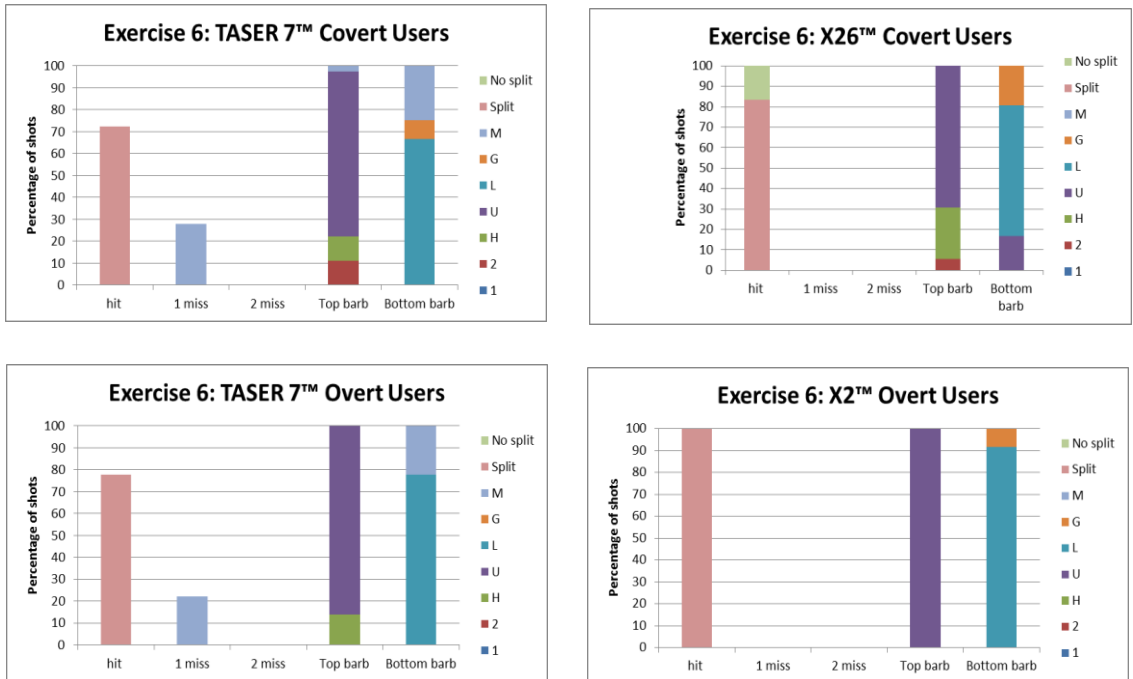 Exercise 6: TASER 7™ Covert Users
Percentage of shots
100
90
80
70
60
50
40
30
20
10
0
hit
1 miss
2 miss
Top barb
Bottom barb
No split
Split
M
G
L
U
H
2
1
Exercise 6: X26™ Covert Users
Percentage of shots
100
90
80
70
60
50
40
30
20
10
0
hit
1 miss
2 miss
Top barb
Bottom
barb
No split
Split
M
G
L
U
H
2
1
Exercise 6: TASER 7™ Overt Users
Percentage of shots
100
90
80
70
60
50
40
30
20
10
0
hit
1 miss
2 miss
Top barb
Bottom barb
No split
Split
M
G
L
U
H
2
1
Exercise 6: X2™ Overt Users
Percentage of shots
100
90
80
70
60
50
40
30
20
10
0
hit
1 miss
2 miss
Top barb
Bottom barb
No split
Split
M
G
L
U
H
2
1